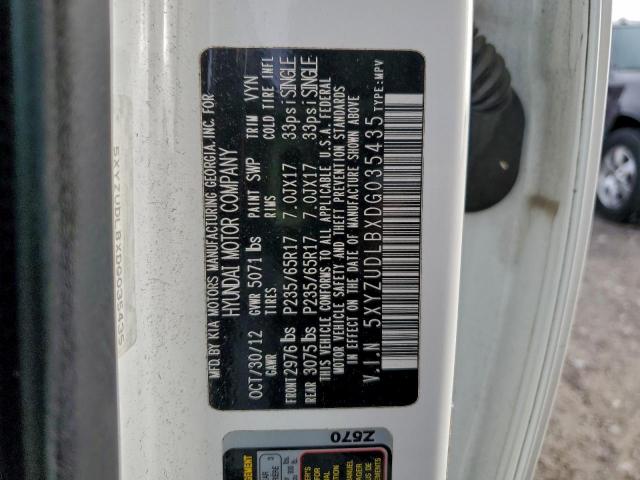 MFD. BY KIA MOTORS MANUFACTURING GEORGIA, INC. FOR
HYUNDAI MOTOR COMPANY
OCT/30/12 GVWR 5071 lbs PAINT SWP TRIM VYN
GAWR TIRES RIMS COLD TIRE INFL
FRONT 2976 lbs P235/65R17 7.0JX17 33psi SINGLE
REAR 3075 lbs P235/65R17 7.0JX17 33psi SINGLE
THIS VEHICLE CONFORMS TO ALL APPLICABLE U.S.A. FEDERAL
MOTOR VEHICLE SAFETY AND THEFT PREVENTION STANDARDS
IN EFFECT ON THE DATE OF MANUFACTURE SHOWN ABOVE
V.I.N 5XYZUDLBXDG035435 TYPE:MPV
5XYZUDLBXDG035435
Z670